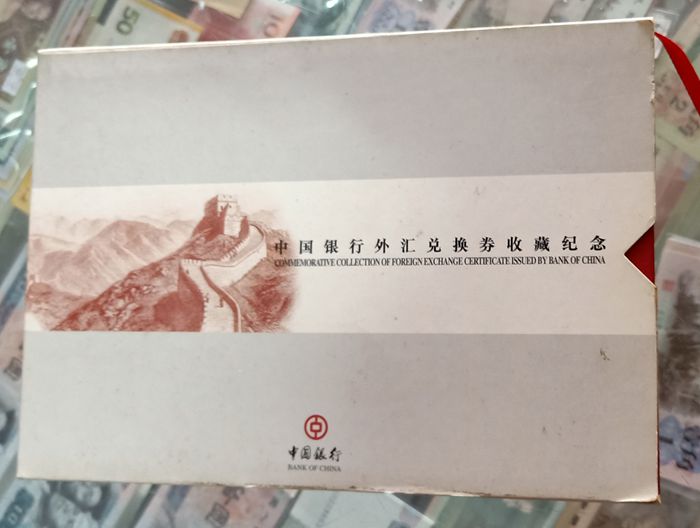 中国银行外汇兑换券收藏纪念
COMMEMORATIVE COLLECTION OF FOREIGN EXCHANGE CERTIFICATE ISSUED BY BANK OF CHINA
中国银行
BANK OF CHINA
50